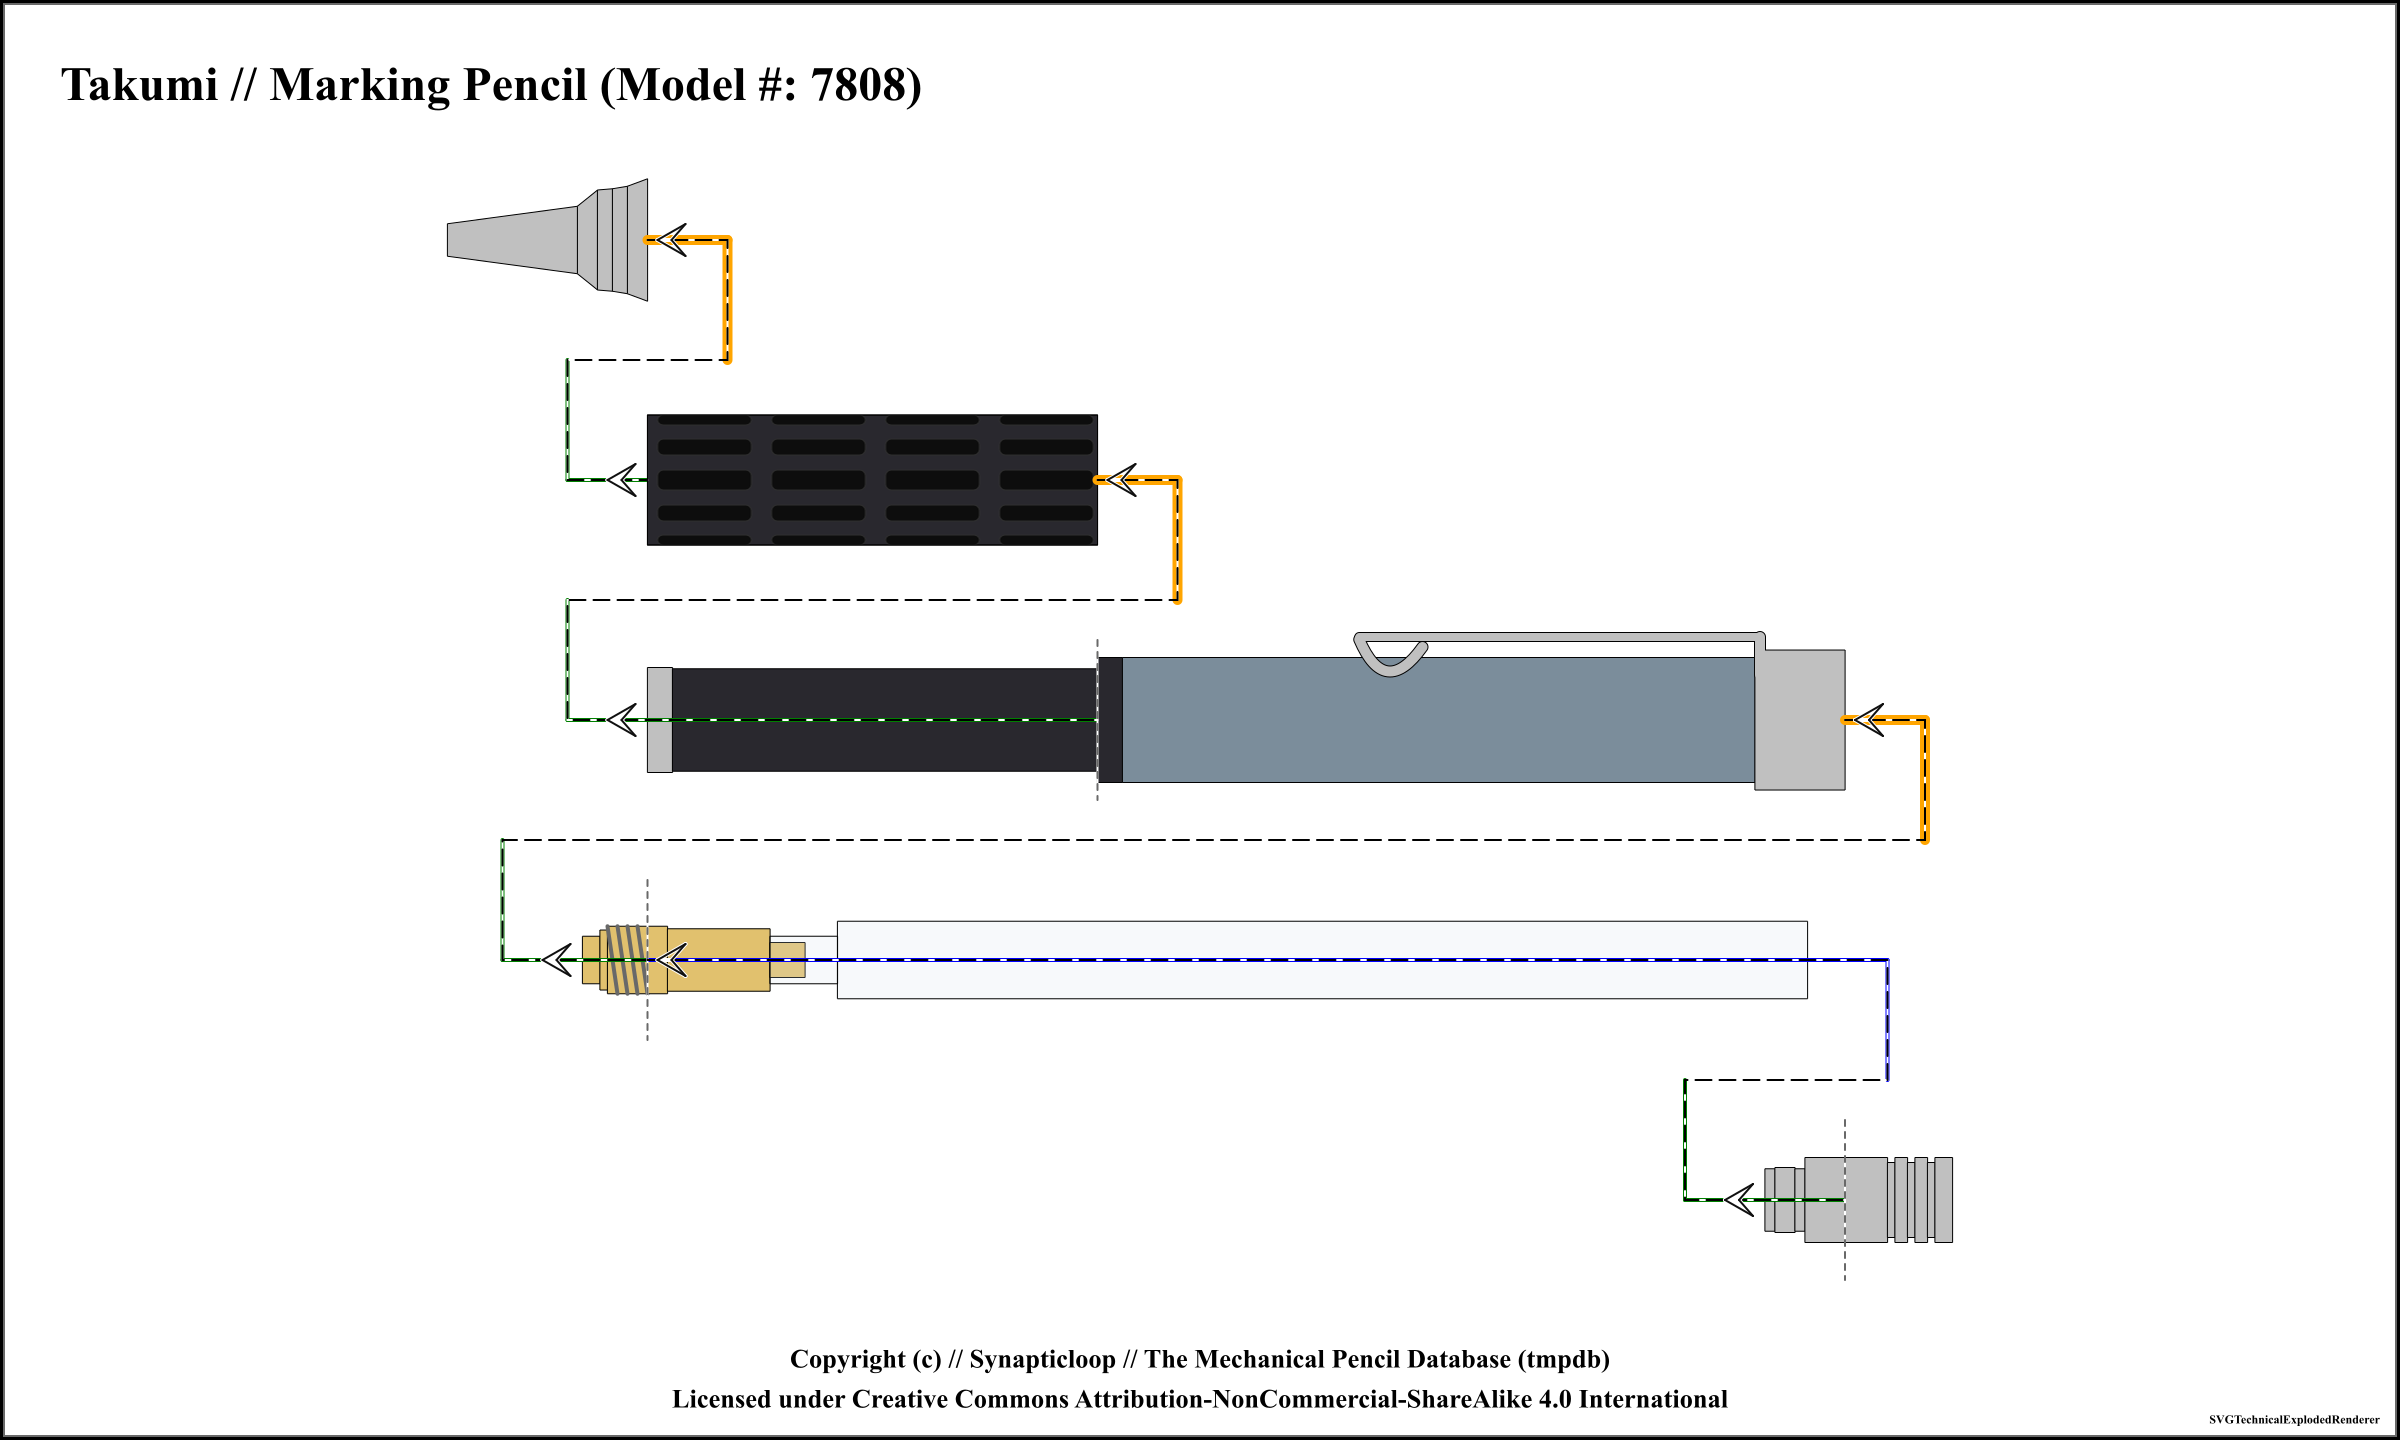 Takumi // Marking Pencil (Model #: 7808)
Copyright (c) // Synapticloop // The Mechanical Pencil Database (tmpdb)
Licensed under Creative Commons Attribution-NonCommercial-ShareAlike 4.0 International
SVGTechnicalExplodedRenderer